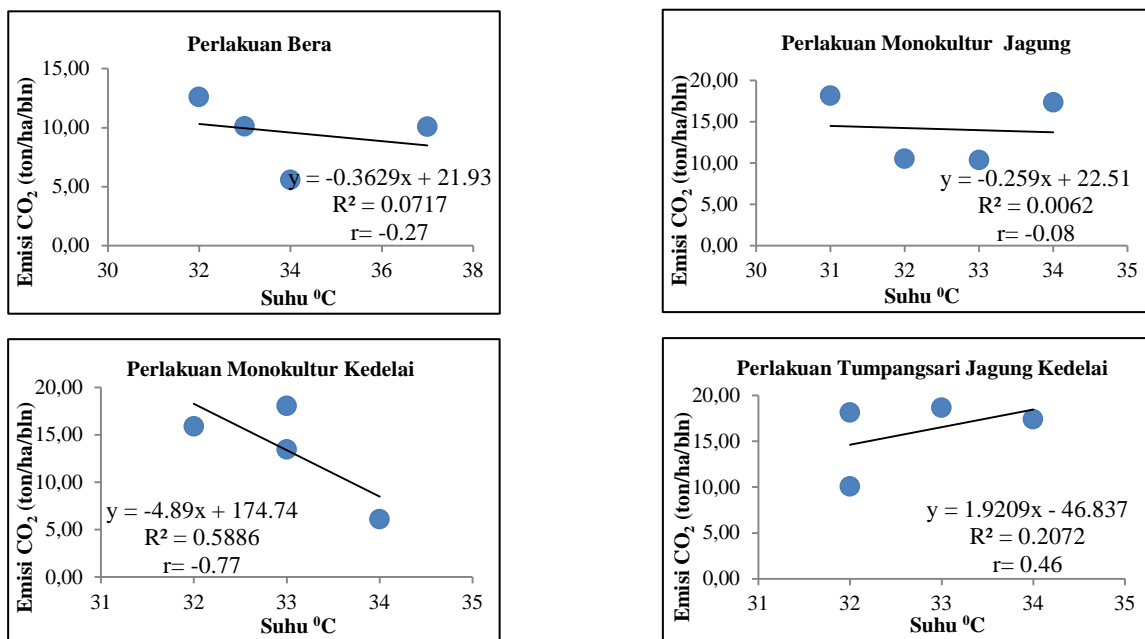 Perlakuan Bera
Emisi CO₂ (ton/ha/bln)
15,00
10,00
5,00
0,00
y = -0.3629x + 21.93
R² = 0.0717
r= -0.27
30 32 34 36 38
Suhu ⁰C
Perlakuan Monokultur Jagung
Emisi CO₂ (ton/ha/bln)
20,00
15,00
10,00
5,00
0,00
y = -0.259x + 22.51
R² = 0.0062
r= -0.08
30 31 32 33 34 35
Suhu ⁰C
Perlakuan Monokultur Kedelai
Emisi CO₂ (ton/ha/bln)
20,00
15,00
10,00
5,00
0,00
y = -4.89x + 174.74
R² = 0.5886
r= -0.77
31 32 33 34 35
Suhu ⁰C
Perlakuan Tumpangsari Jagung Kedelai
Emisi CO₂ (ton/ha/bln)
20,00
15,00
10,00
5,00
0,00
y = 1.9209x - 46.837
R² = 0.2072
r= 0.46
31 32 33 34 35
Suhu ⁰C